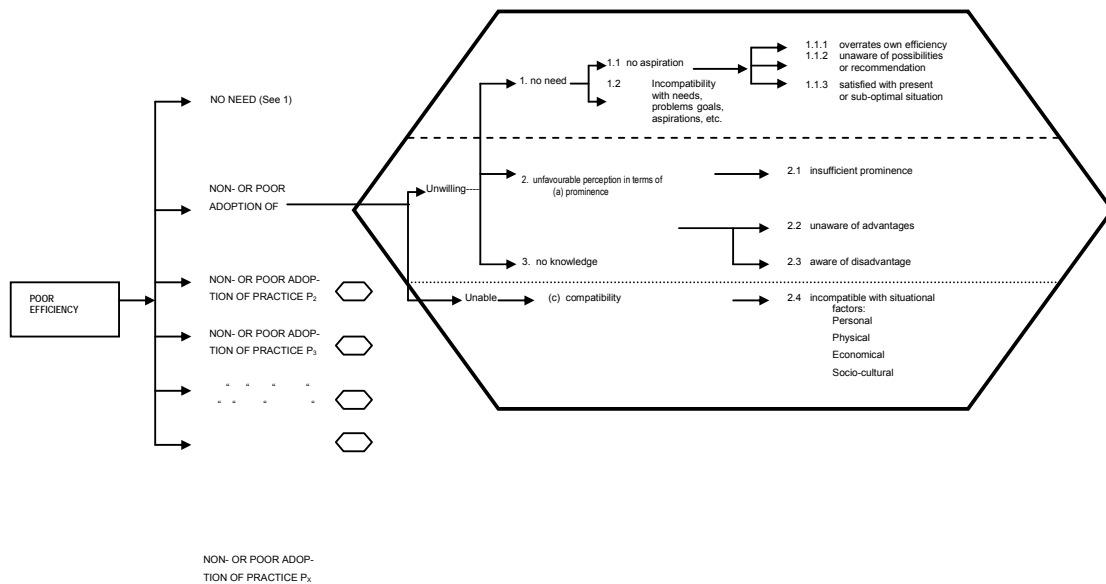 POOR
EFFICIENCY
NO NEED (See 1)
NON- OR POOR
ADOPTION OF
NON- OR POOR ADOP-
TION OF PRACTICE P₂
NON- OR POOR ADOP-
TION OF PRACTICE P₃
“ “ “ “
“ “ “ “
NON- OR POOR ADOP-
TION OF PRACTICE Pₓ
Unwilling----
Unable
1. no need
1.1 no aspiration
1.2 Incompatibility
with needs,
problems goals,
aspirations, etc.
1.1.1 overrates own efficiency
1.1.2 unaware of possibilities
or recommendation
1.1.3 satisfied with present
or sub-optimal situation
2. unfavourable perception in terms of
(a) prominence
2.1 insufficient prominence
2.2 unaware of advantages
3. no knowledge
2.3 aware of disadvantage
(c) compatibility
2.4 incompatible with situational
factors:
Personal
Physical
Economical
Socio-cultural